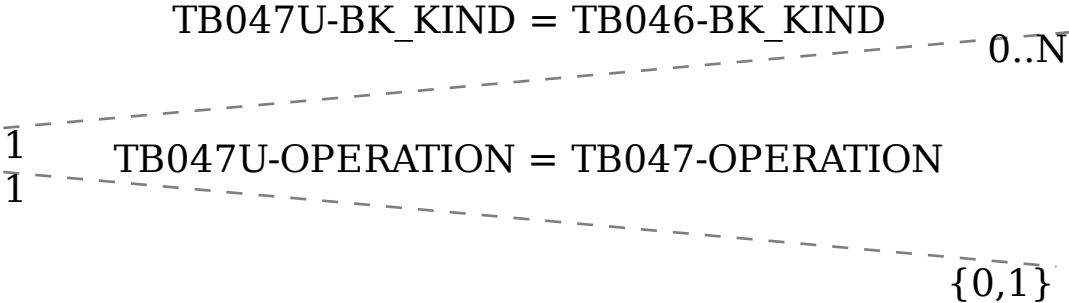 TB047U-BK_KIND = TB046-BK_KIND
0..N
1
TB047U-OPERATION = TB047-OPERATION
1
{0,1}